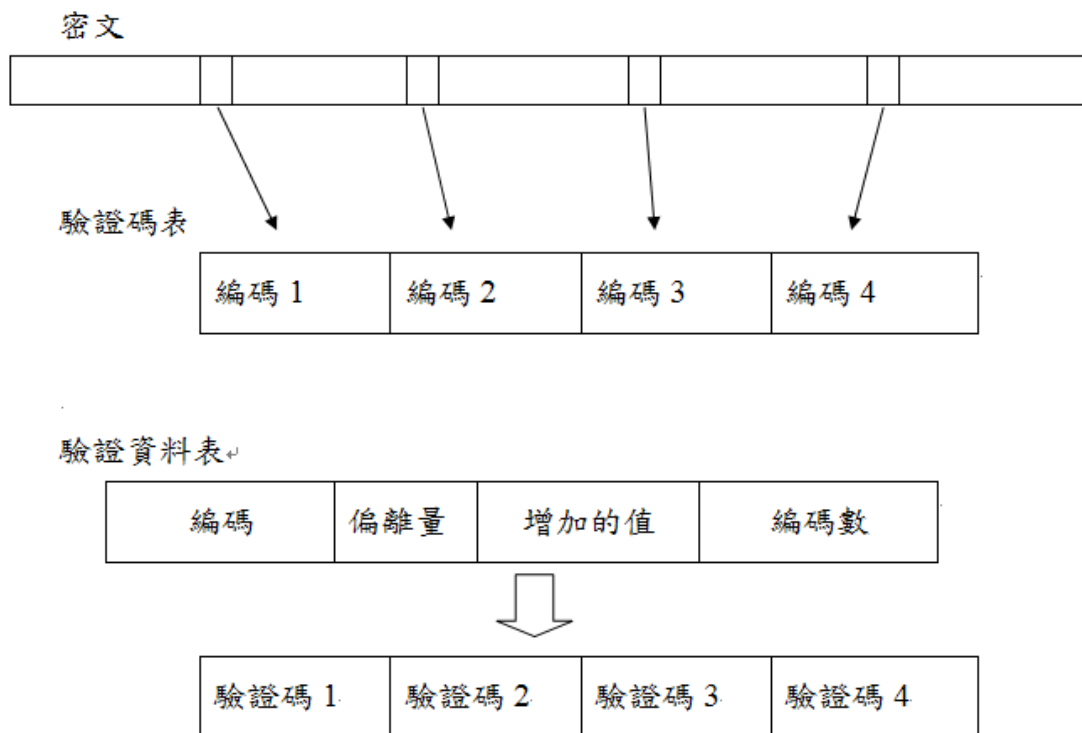 密文
驗證碼表
編碼 1 編碼 2 編碼 3 編碼 4
驗證資料表
編碼 偏離量 增加的值 編碼數
驗證碼 1 驗證碼 2 驗證碼 3 驗證碼 4